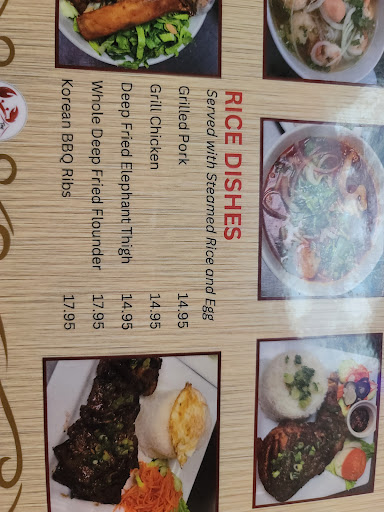 RICE DISHES
Served with Steamed Rice and Egg
Grilled Pork 14.95
Grill Chicken 14.95
Deep Fried Elephant Thigh 14.95
Whole Deep Fried Flounder 17.95
Korean BBQ Ribs 17.95